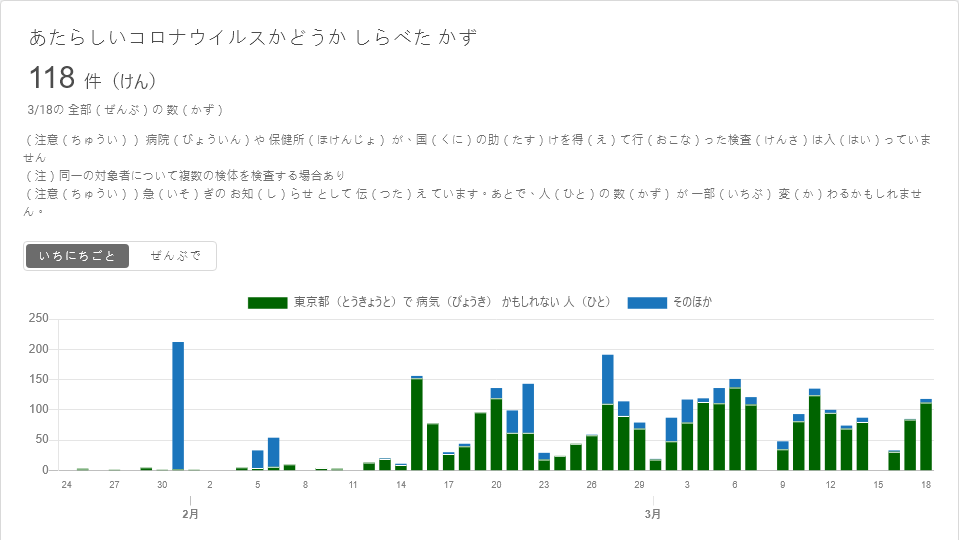 あたらしいコロナウイルスかどうか しらべた かず
118 件（けん）
3/18の 全部 ( ぜんぶ ) の 数 ( かず )
( 注意 ( ちゅうい ) ) 病院 ( びょういん ) や 保健所 ( ほけんじょ ) が、国 ( くに ) の助 ( たす ) けを得 ( え ) て行 ( おこな ) った検査 ( けんさ ) は入 ( はい ) っていま
せん
( 注 ) 同一の対象者について複数の検体を検査する場合あり
( 注意 ( ちゅうい ) ) 急 ( いそ ) ぎの お知 ( し ) らせ として 伝 ( つた ) え ています。あとで、人 ( ひと ) の 数 ( かず ) が 一部 ( いちぶ ) 変 ( か ) わるかもしれませ
ん。
いちにちごと ぜんぶで
東京都（とうきょうと）で 病気（びょうき） かもしれない 人（ひと） そのほか
250
200
150
100
50
0
24 27 30 2 5 8 11 14 17 20 23 26 29 3 6 9 12 15 18
2月 3月